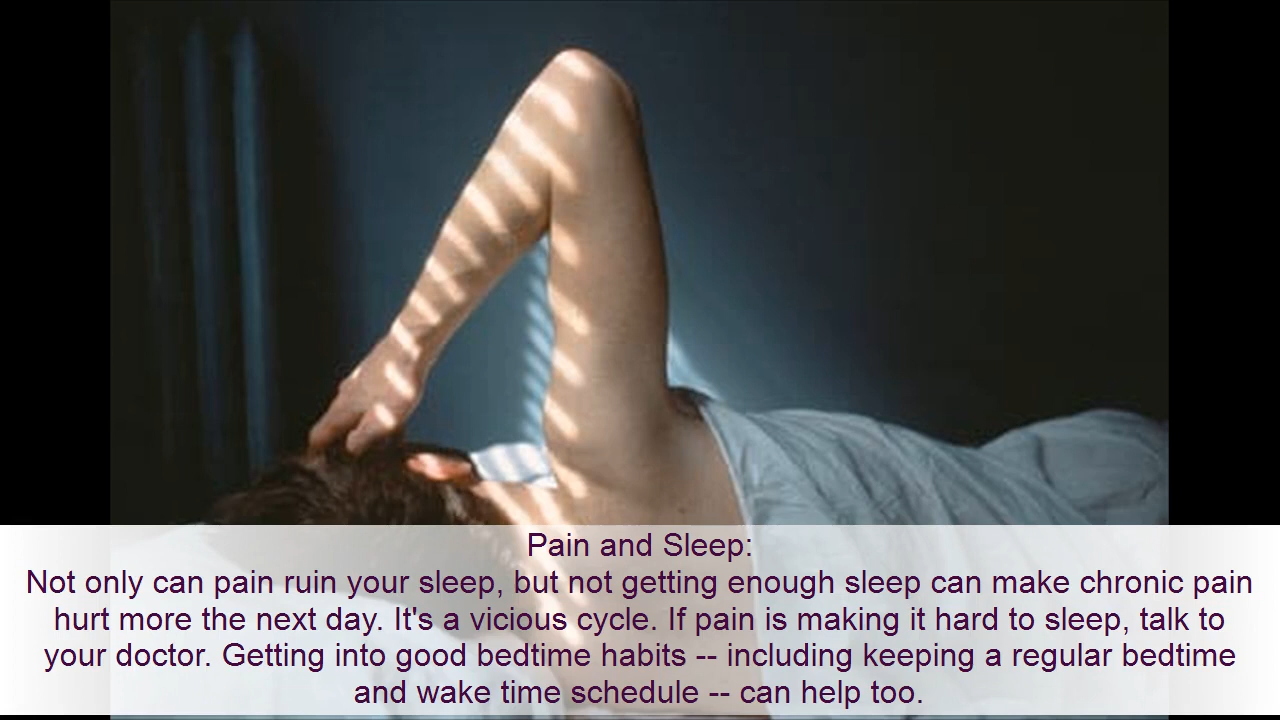 Pain and Sleep:
Not only can pain ruin your sleep, but not getting enough sleep can make chronic pain
hurt more the next day. It's a vicious cycle. If pain is making it hard to sleep, talk to
your doctor. Getting into good bedtime habits -- including keeping a regular bedtime
and wake time schedule -- can help too.